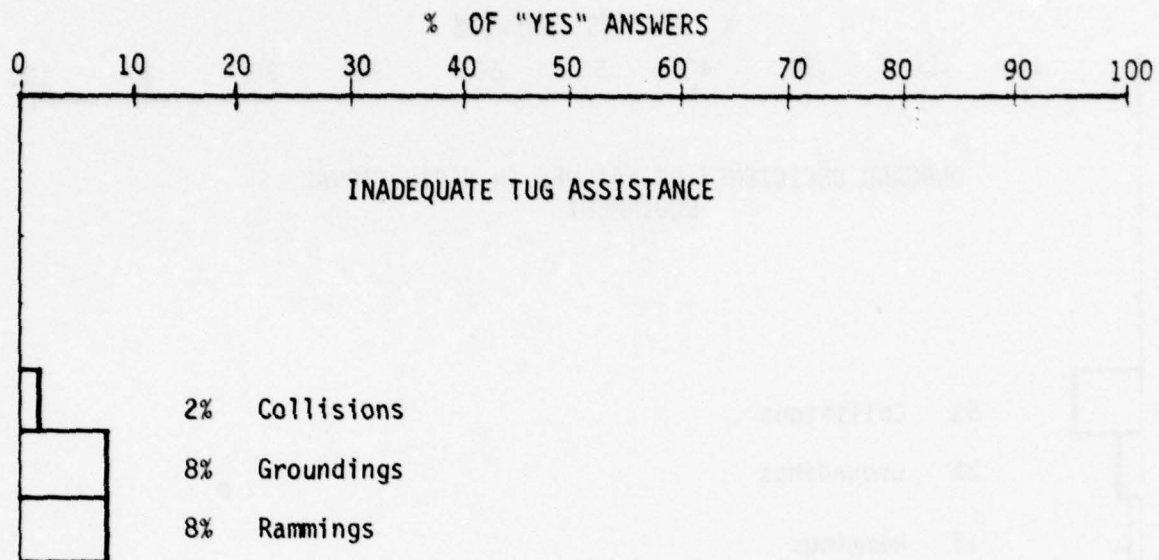 % OF "YES" ANSWERS
0 10 20 30 40 50 60 70 80 90 100
INADEQUATE TUG ASSISTANCE
2% Collisions
8% Groundings
8% Rammings